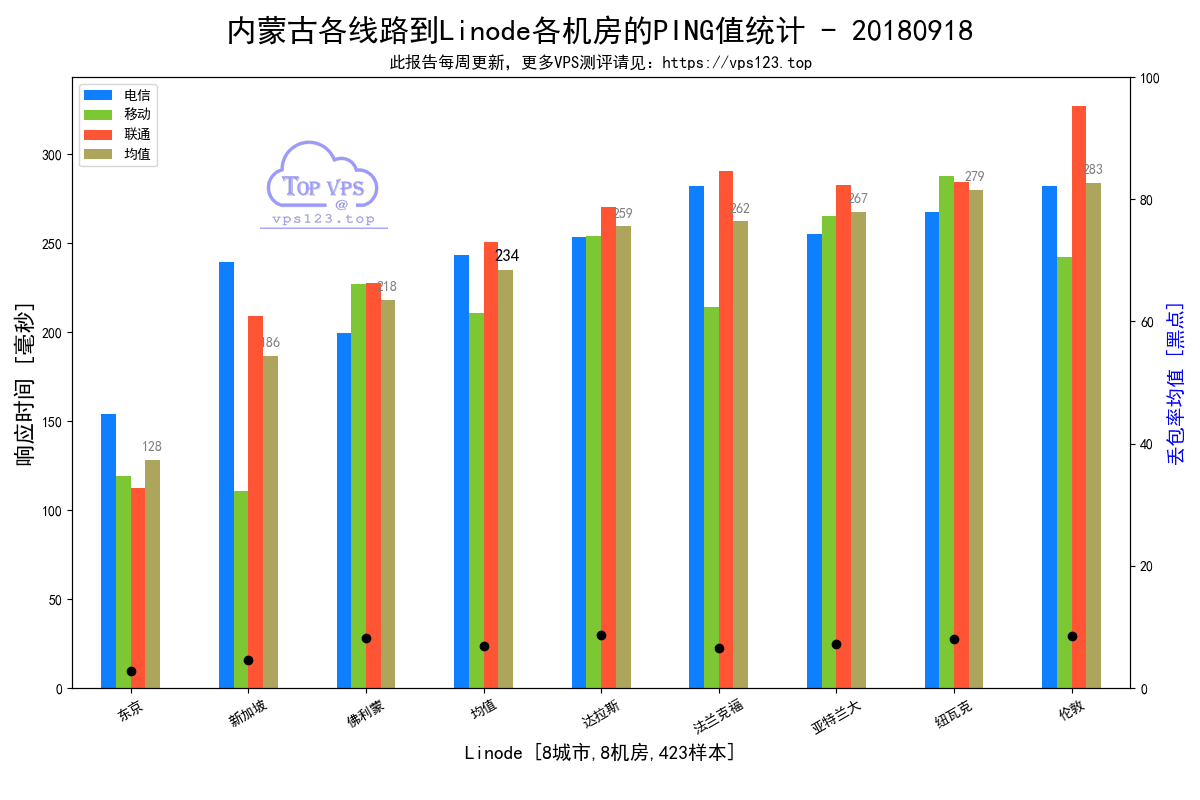 内蒙古各线路到Linode各机房的PING值统计 - 20180918
此报告每周更新，更多VPS测评请见：https://vps123.top
电信
移动
联通
均值
TOP VPS
@
vps123.top
响应时间 [毫秒]
丢包率均值 [黑点]
300
250
200
150
100
50
0
100
80
60
40
20
0
128
186
218
234
259
262
267
279
283
东京
新加坡
佛利蒙
均值
达拉斯
法兰克福
亚特兰大
纽瓦克
伦敦
Linode [8城市,8机房,423样本]